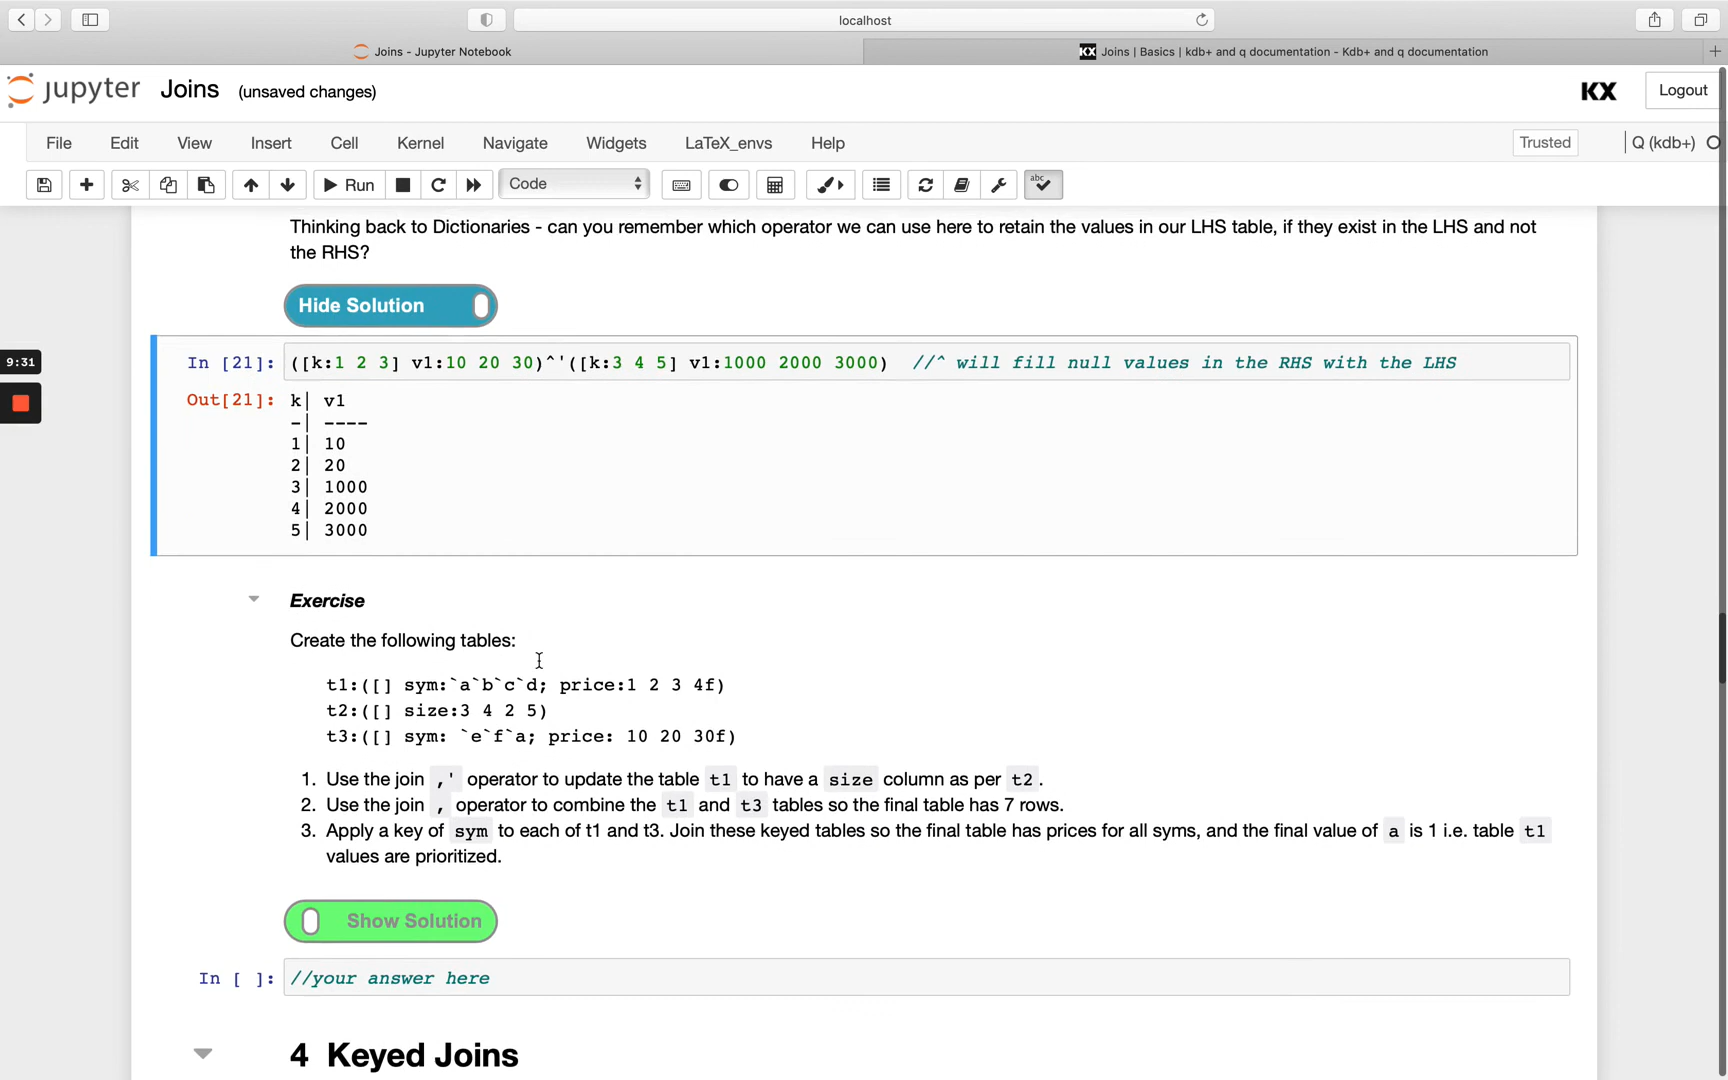 localhost
Joins - Jupyter Notebook
KX Joins | Basics | kdb+ and q documentation - Kdb+ and q documentation
jupyter Joins (unsaved changes)
KX
Logout
File Edit View Insert Cell Kernel Navigate Widgets LaTeX_envs Help
Trusted
Q (kdb+)
Run
Code
abc
Thinking back to Dictionaries - can you remember which operator we can use here to retain the values in our LHS table, if they exist in the LHS and not
the RHS?
Hide Solution
9:31
In [21]: ([k:1 2 3] v1:10 20 30)^'([k:3 4 5] v1:1000 2000 3000) //^ will fill null values in the RHS with the LHS
Out[21]: k| v1
-| ----
1| 10
2| 20
3| 1000
4| 2000
5| 3000
Exercise
Create the following tables:
t1:([] sym:`a`b`c`d; price:1 2 3 4f)
t2:([] size:3 4 2 5)
t3:([] sym: `e`f`a; price: 10 20 30f)
1. Use the join ,' operator to update the table t1 to have a size column as per t2.
2. Use the join , operator to combine the t1 and t3 tables so the final table has 7 rows.
3. Apply a key of sym to each of t1 and t3. Join these keyed tables so the final table has prices for all syms, and the final value of a is 1 i.e. table t1
values are prioritized.
Show Solution
In [ ]: //your answer here
4 Keyed Joins